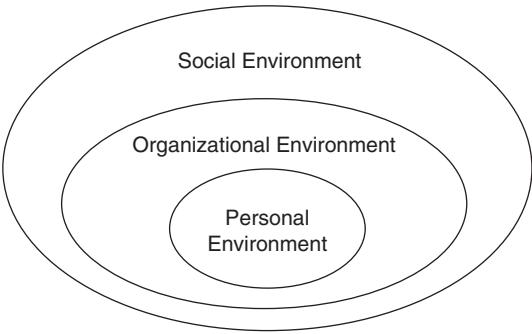 Social Environment
Organizational Environment
Personal
Environment